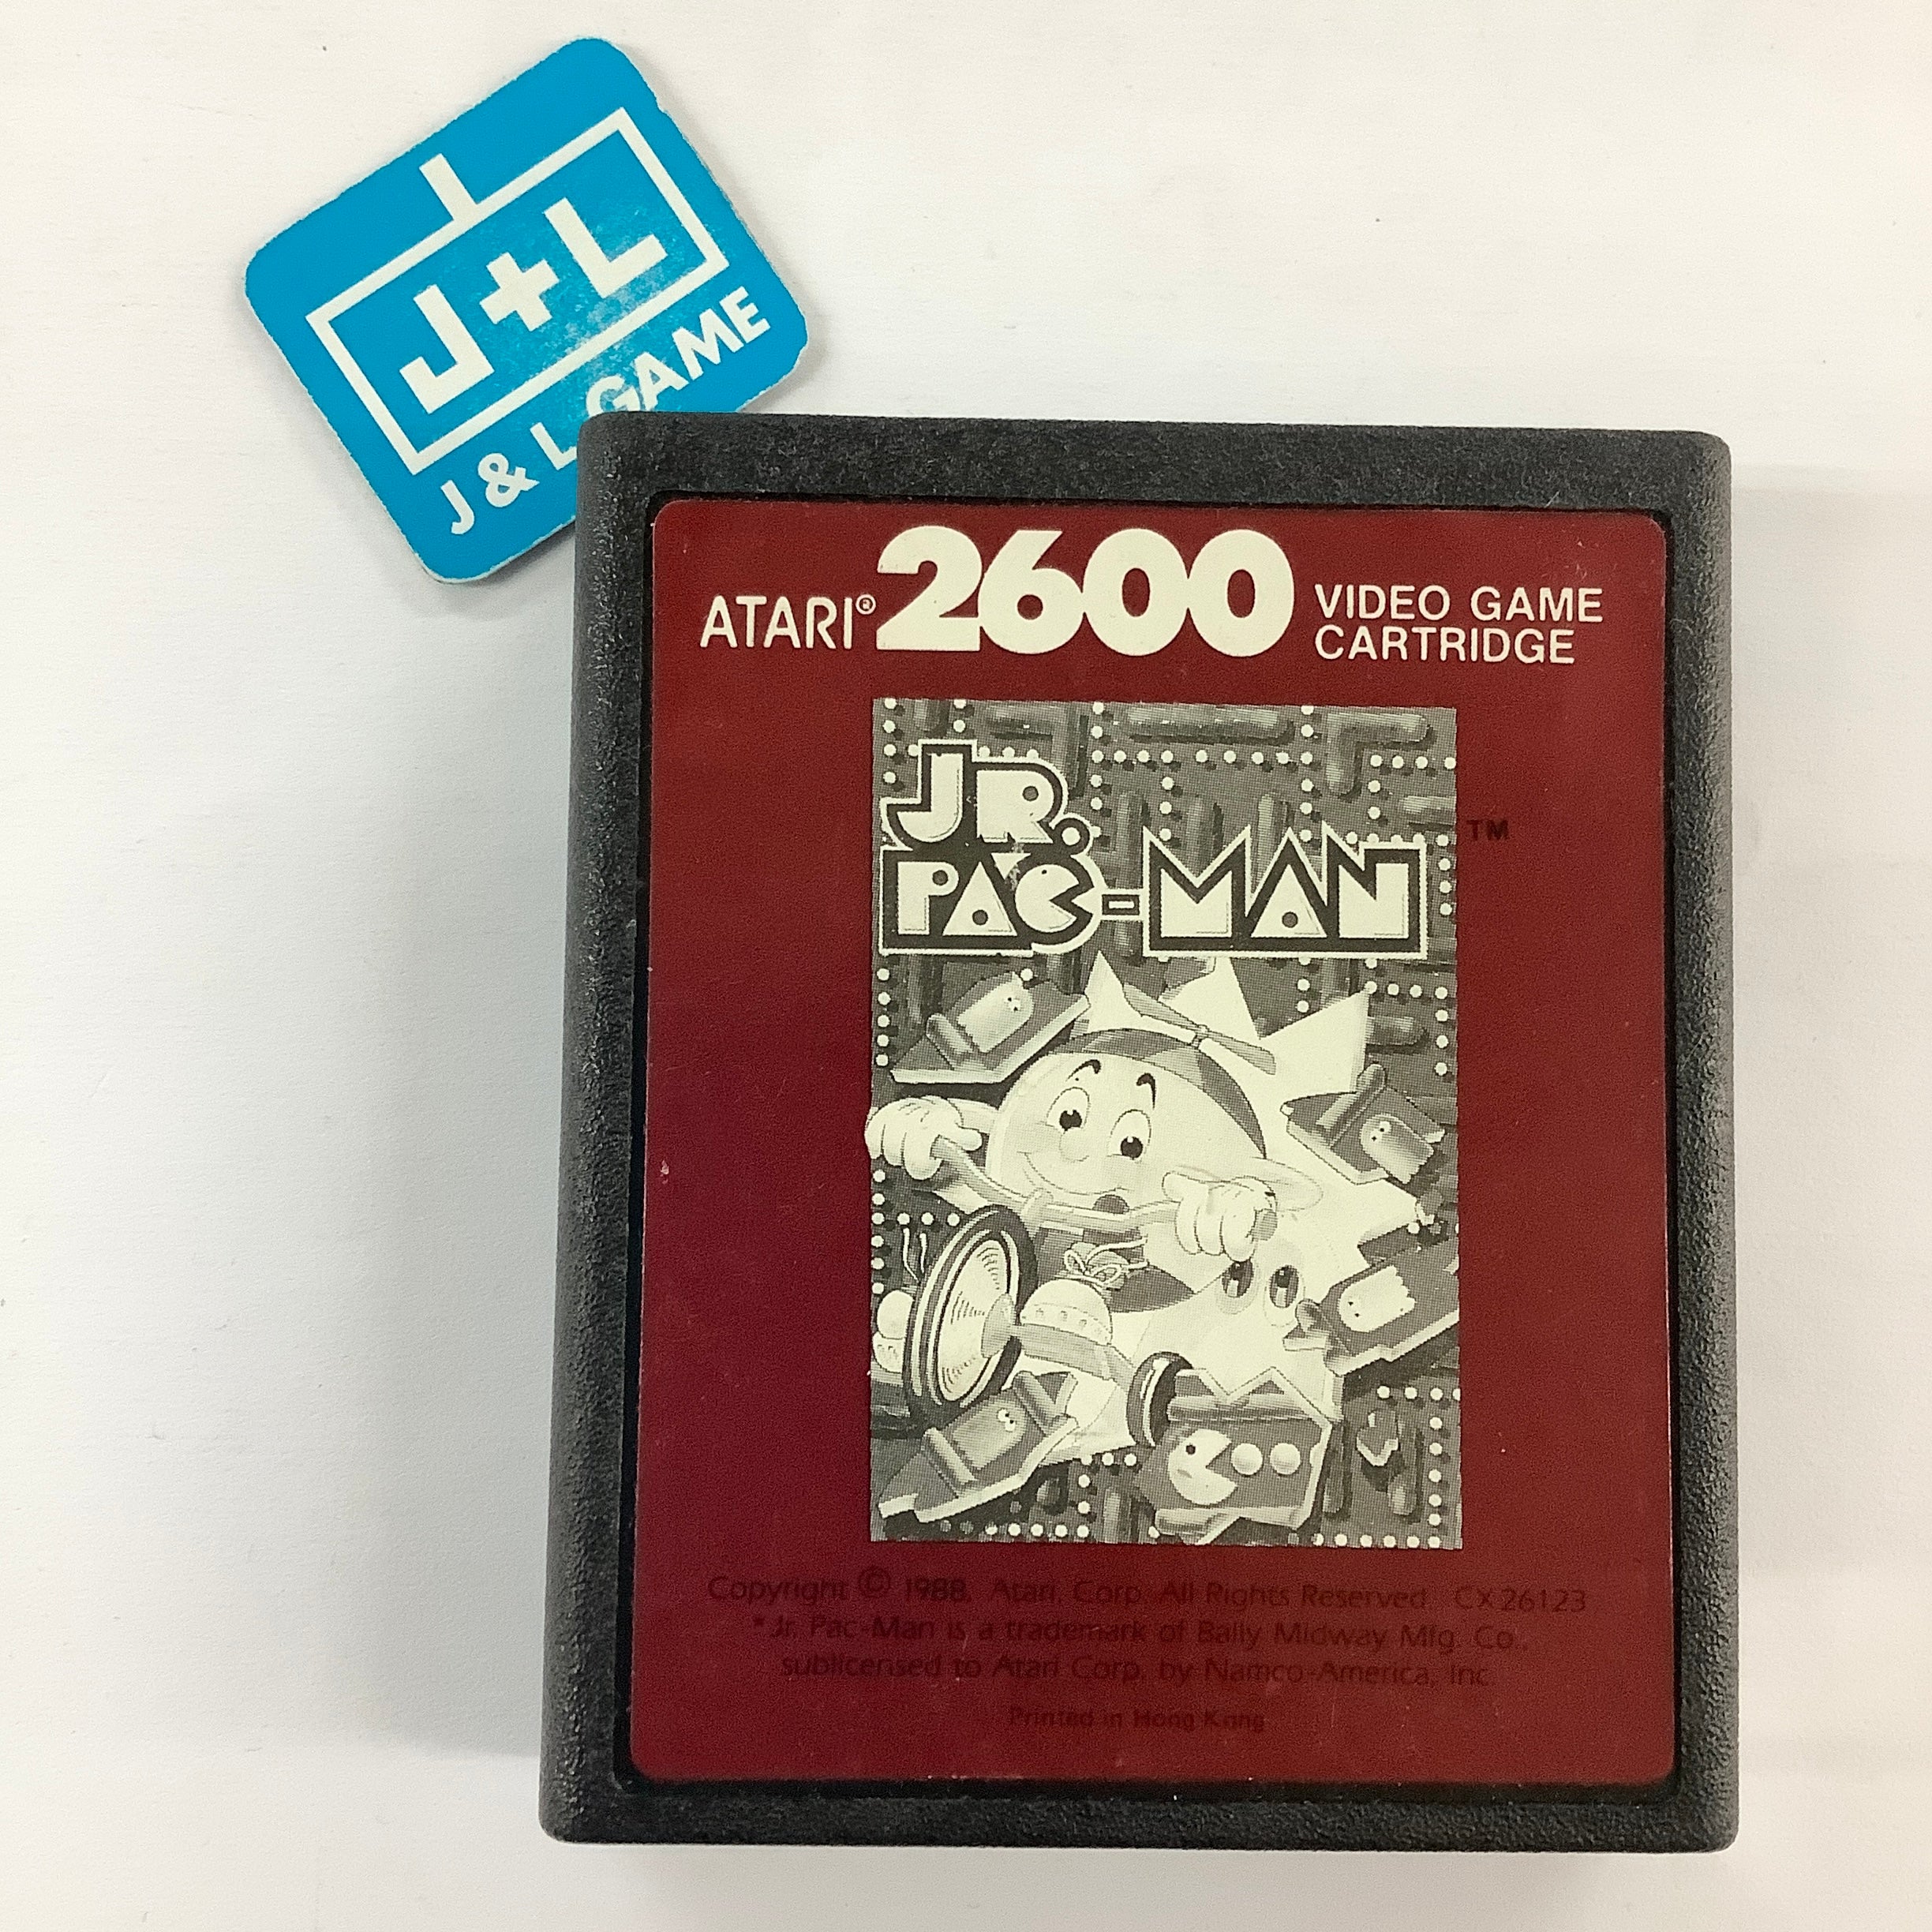 J+L
J & L GAME
ATARI® 2600 VIDEO GAME
CARTRIDGE
JR.
PAC-MAN
TM
Copyright © 1988, Atari Corp. All Rights Reserved. CX26123
*Jr. Pac-Man is a trademark of Bally Midway Mfg. Co.,
sublicensed to Atari Corp. by Namco-America, Inc.
Printed in Hong Kong